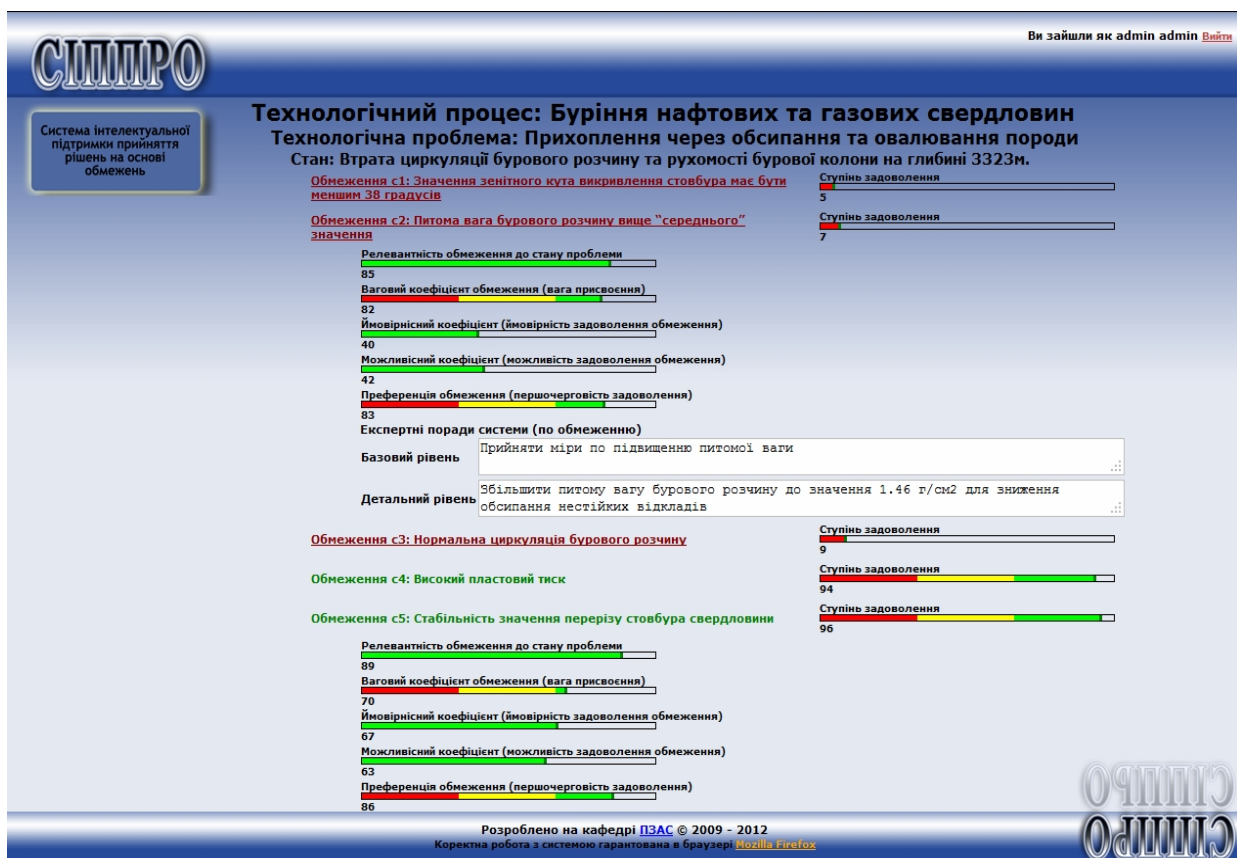 Ви зайшли як admin admin Вийти
СІППРО
Система інтелектуальної
підтримки прийняття
рішень на основі
обмежень
Технологічний процес: Буріння нафтових та газових свердловин
Технологічна проблема: Прихоплення через обсипання та овалювання породи
Стан: Втрата циркуляції бурового розчину та рухомості бурової колони на глибині 3323м.
Обмеження c1: Значення зенітного кута викривлення стовбура має бути
меншим 38 градусів
Ступінь задоволення
5
Обмеження c2: Питома вага бурового розчину вище “середнього”
значення
Ступінь задоволення
7
Релевантність обмеження до стану проблеми
85
Ваговий коефіцієнт обмеження (вага присвоєння)
82
Ймовірнісний коефіцієнт (ймовірність задоволення обмеження)
40
Можливісний коефіцієнт (можливість задоволення обмеження)
42
Преференція обмеження (першочерговість задоволення)
83
Експертні поради системи (по обмеженню)
Базовий рівень
Прийняти міри по підвищенню питомої ваги
Детальний рівень
Збільшити питому вагу бурового розчину до значення 1.46 г/см2 для зниження
обсипання нестійких відкладів
Обмеження c3: Нормальна циркуляція бурового розчину
Ступінь задоволення
9
Обмеження c4: Високий пластовий тиск
Ступінь задоволення
94
Обмеження c5: Стабільність значення перерізу стовбура свердловини
Ступінь задоволення
96
Релевантність обмеження до стану проблеми
89
Ваговий коефіцієнт обмеження (вага присвоєння)
70
Ймовірнісний коефіцієнт (ймовірність задоволення обмеження)
67
Можливісний коефіцієнт (можливість задоволення обмеження)
63
Преференція обмеження (першочерговість задоволення)
86
СІППРО
СІППРО
Розроблено на кафедрі ПЗАС © 2009 - 2012
Коректна робота з системою гарантована в браузері Mozilla Firefox